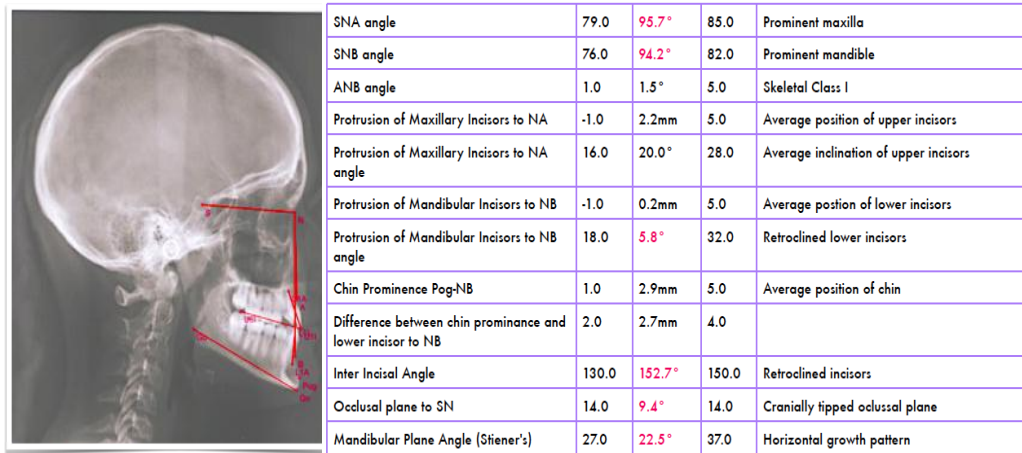 SNA angle 79.0 95.7° 85.0 Prominent maxilla
SNB angle 76.0 94.2° 82.0 Prominent mandible
ANB angle 1.0 1.5° 5.0 Skeletal Class I
Protrusion of Maxillary Incisors to NA -1.0 2.2mm 5.0 Average position of upper incisors
Protrusion of Maxillary Incisors to NA 16.0 20.0° 28.0 Average inclination of upper incisors
angle
Protrusion of Mandibular Incisors to NB -1.0 0.2mm 5.0 Average postion of lower incisors
Protrusion of Mandibular Incisors to NB 18.0 5.8° 32.0 Retroclined lower incisors
angle
Chin Prominence Pog-NB 1.0 2.9mm 5.0 Average position of chin
Difference between chin prominance and 2.0 2.7mm 4.0
lower incisor to NB
Inter Incisal Angle 130.0 152.7° 150.0 Retroclined incisors
Occlusal plane to SN 14.0 9.4° 14.0 Cranially tipped oclussal plane
Mandibular Plane Angle (Stiener's) 27.0 22.5° 37.0 Horizontal growth pattern
S
N
A
Go
B
Pog